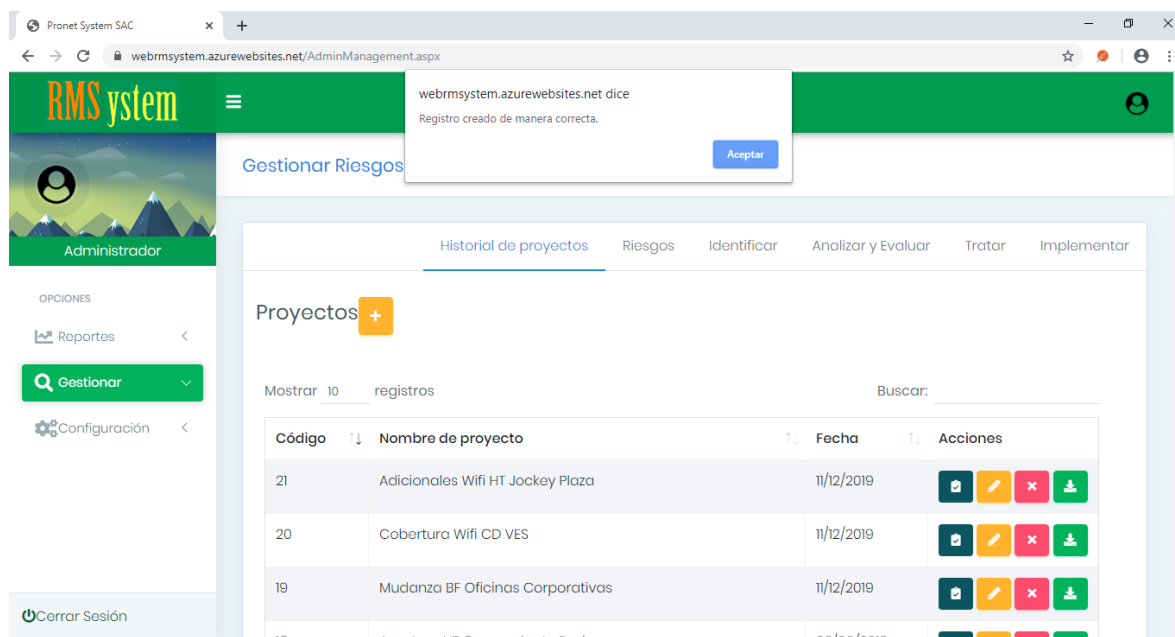 Pronet System SAC
webrmsystem.azurewebsites.net/AdminManagement.aspx
RMSystem
webrmsystem.azurewebsites.net dice
Registro creado de manera correcta.
Aceptar
Gestionar Riesgos
Administrador
OPCIONES
Reportes
Gestionar
Configuración
Cerrar Sesión
Historial de proyectos Riesgos Identificar Analizar y Evaluar Tratar Implementar
Proyectos +
Mostrar 10 registros Buscar:
Código Nombre de proyecto Fecha Acciones
21 Adicionales Wifi HT Jockey Plaza 11/12/2019
20 Cobertura Wifi CD VES 11/12/2019
19 Mudanza BF Oficinas Corporativas 11/12/2019